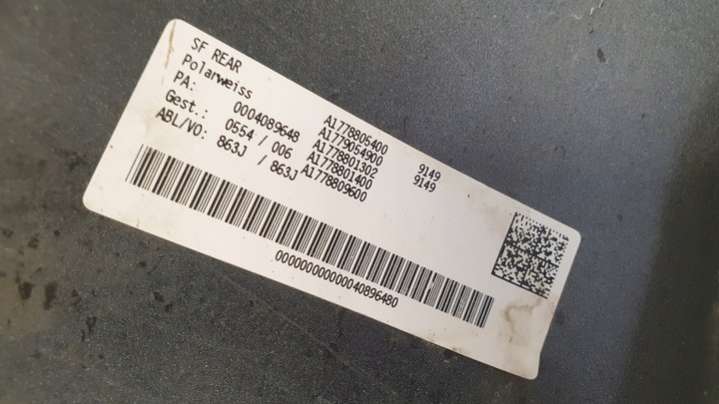 SF REAR A1778805400 9149
Polarweiss A1779054900 9149
PA: 0004089648 A1778801302
Gest.: 0554 / 006 A1778801400
ABL/VO: 863J / 863J A1778809600
00000000000040896480